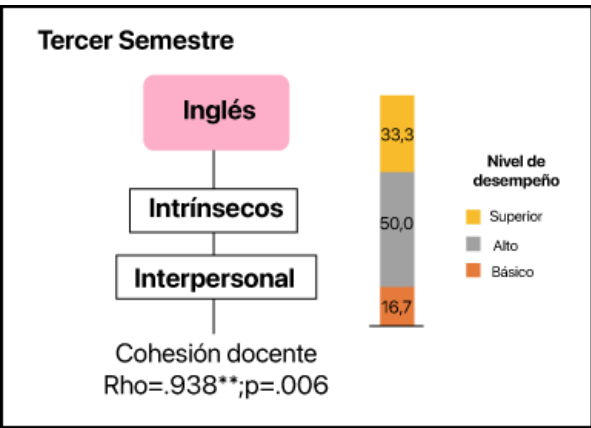 Tercer Semestre
Inglés
Intrínsecos
Interpersonal
Cohesión docente
Rho=.938**;p=.006
33,3
50,0
16,7
Nivel de
desempeño
Superior
Alto
Básico